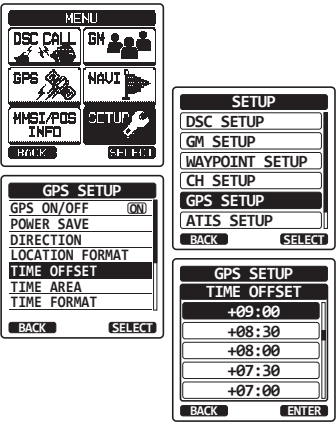 MENU
DSC CALL
GM
GPS
NAVI
MMSI/POS
INFO
SETUP
BACK
SELECT
SETUP
DSC SETUP
GM SETUP
WAYPOINT SETUP
CH SETUP
GPS SETUP
ATIS SETUP
BACK
SELECT
GPS SETUP
GPS ON/OFF ON
POWER SAVE
DIRECTION
LOCATION FORMAT
TIME OFFSET
TIME AREA
TIME FORMAT
BACK
SELECT
GPS SETUP
TIME OFFSET
+09:00
+08:30
+08:00
+07:30
+07:00
BACK
ENTER